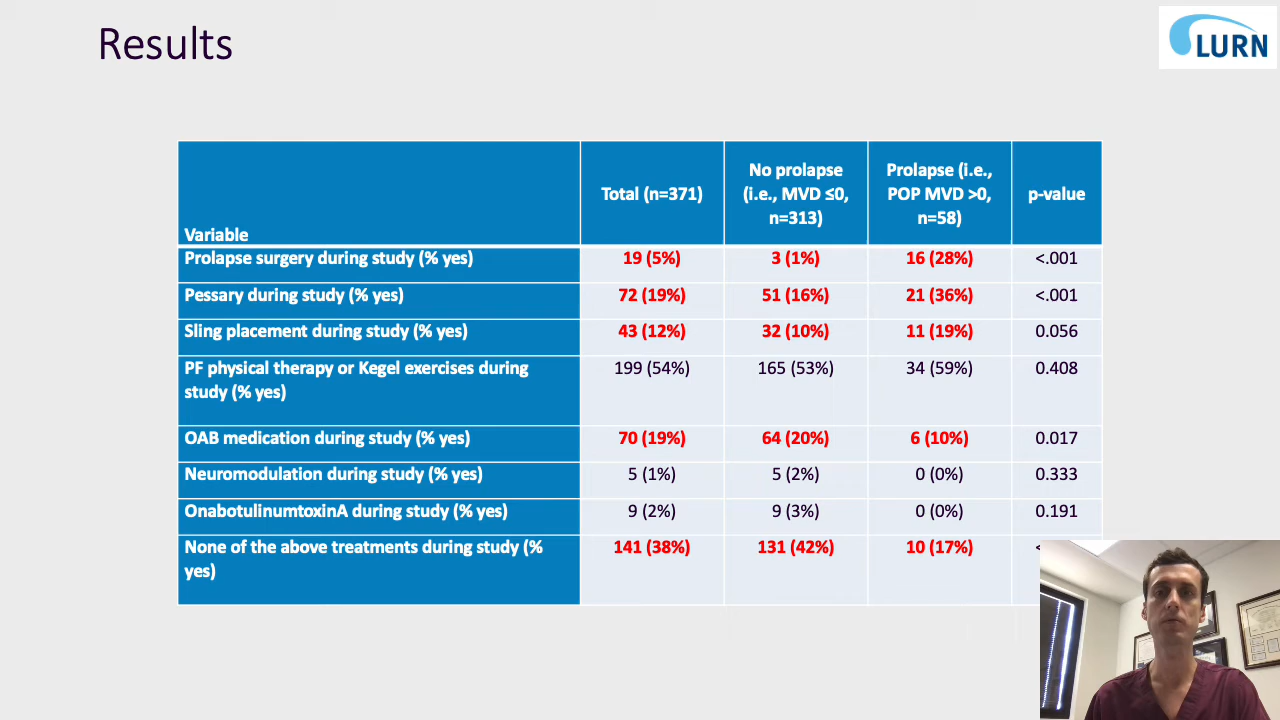 Results
LURN
Variable
Total (n=371)
No prolapse
(i.e., MVD ≤0,
n=313)
Prolapse (i.e.,
POP MVD >0,
n=58)
p-value
Prolapse surgery during study (% yes)
19 (5%)
3 (1%)
16 (28%)
<.001
Pessary during study (% yes)
72 (19%)
51 (16%)
21 (36%)
<.001
Sling placement during study (% yes)
43 (12%)
32 (10%)
11 (19%)
0.056
PF physical therapy or Kegel exercises during
study (% yes)
199 (54%)
165 (53%)
34 (59%)
0.408
OAB medication during study (% yes)
70 (19%)
64 (20%)
6 (10%)
0.017
Neuromodulation during study (% yes)
5 (1%)
5 (2%)
0 (0%)
0.333
OnabotulinumtoxinA during study (% yes)
9 (2%)
9 (3%)
0 (0%)
0.191
None of the above treatments during study (%
yes)
141 (38%)
131 (42%)
10 (17%)